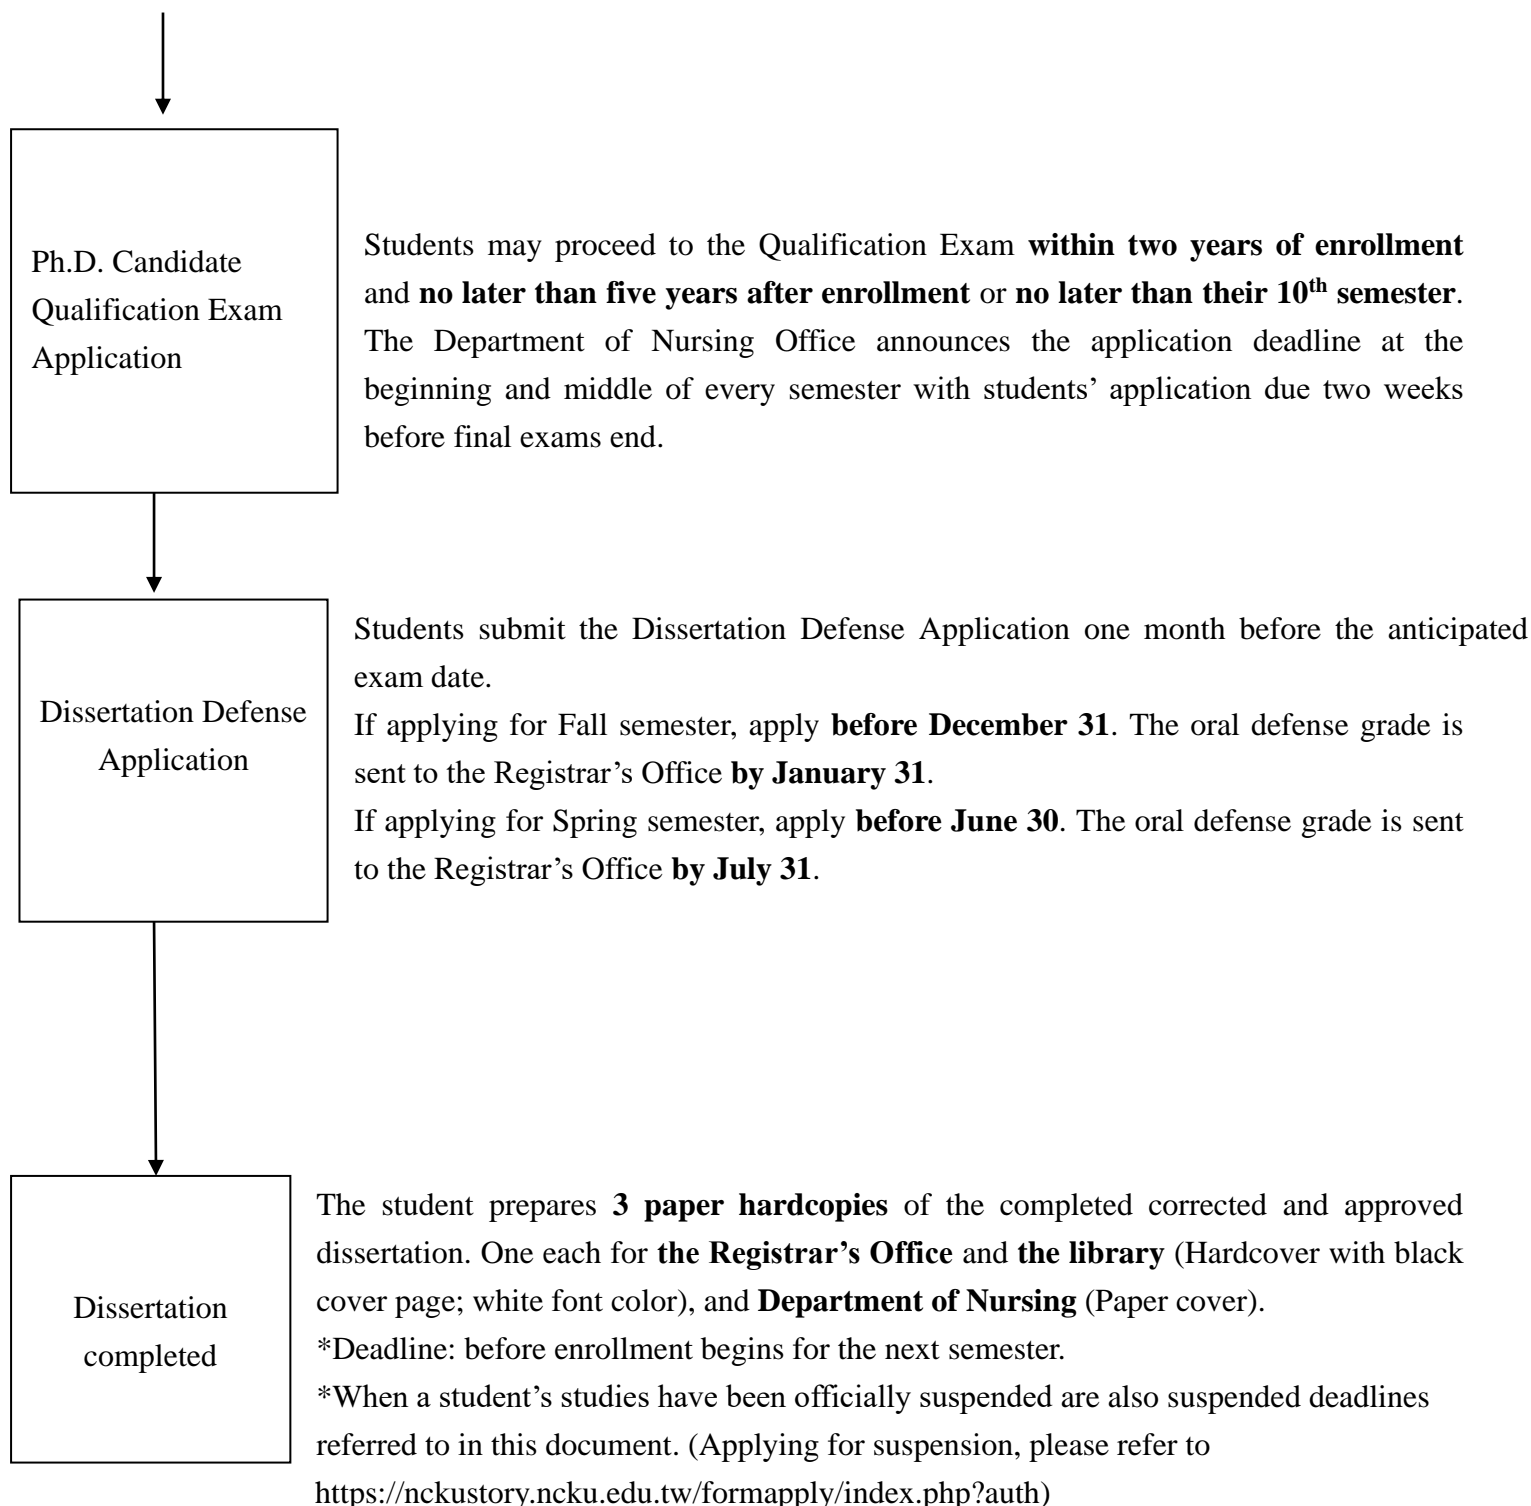 Ph.D. Candidate
Qualification Exam
Application
Students may proceed to the Qualification Exam within two years of enrollment
and no later than five years after enrollment or no later than their 10th semester.
The Department of Nursing Office announces the application deadline at the
beginning and middle of every semester with students’ application due two weeks
before final exams end.
Dissertation Defense
Application
Students submit the Dissertation Defense Application one month before the anticipated
exam date.
If applying for Fall semester, apply before December 31. The oral defense grade is
sent to the Registrar’s Office by January 31.
If applying for Spring semester, apply before June 30. The oral defense grade is sent
to the Registrar’s Office by July 31.
Dissertation
completed
The student prepares 3 paper hardcopies of the completed corrected and approved
dissertation. One each for the Registrar’s Office and the library (Hardcover with black
cover page; white font color), and Department of Nursing (Paper cover).
*Deadline: before enrollment begins for the next semester.
*When a student’s studies have been officially suspended are also suspended deadlines
referred to in this document. (Applying for suspension, please refer to
https://nckustory.ncku.edu.tw/formapply/index.php?auth)